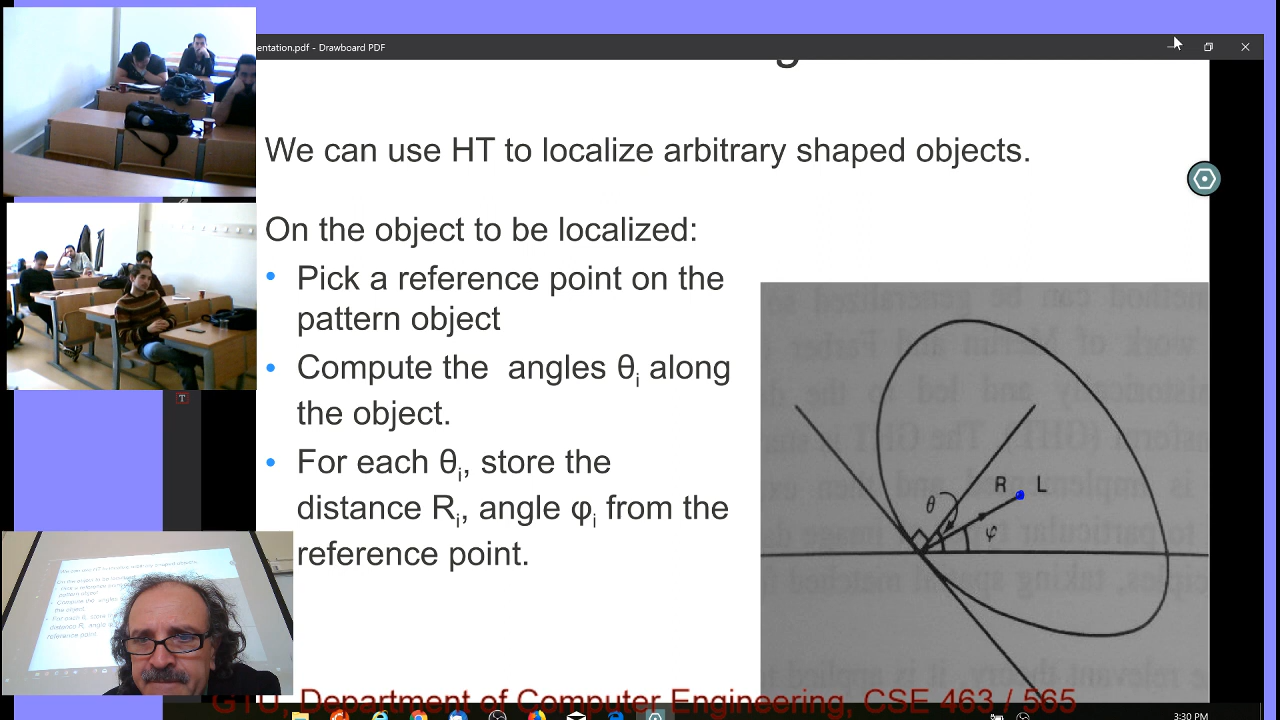 entation.pdf - Drawboard PDF
We can use HT to localize arbitrary shaped objects.
On the object to be localized:
• Pick a reference point on the
pattern object
• Compute the angles θi along
the object.
• For each θi, store the
distance Ri, angle φi from the
reference point.
R L
θ
φ
T
GTU, Department of Computer Engineering, CSE 463 / 565
3:30 PM